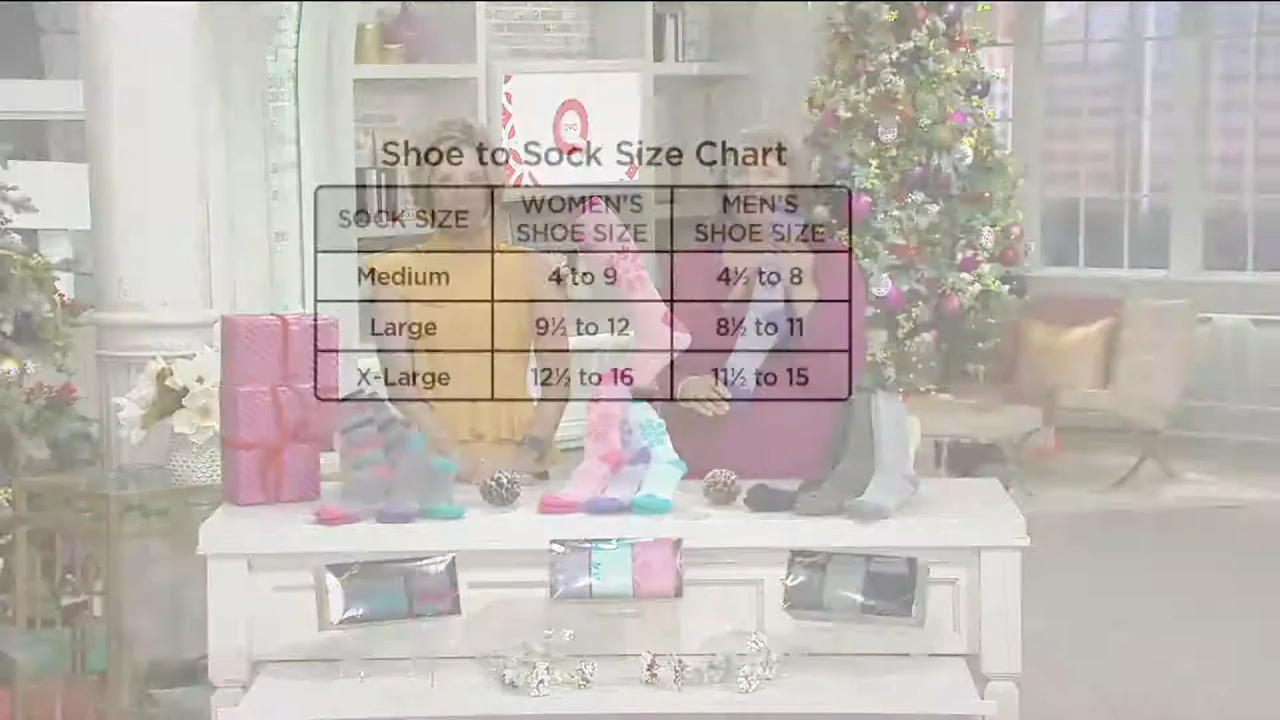 Shoe to Sock Size Chart
SOCK SIZE
WOMEN'S
SHOE SIZE
MEN'S
SHOE SIZE
Medium
4 to 9
4½ to 8
Large
9½ to 12
8½ to 11
X-Large
12½ to 16
11½ to 15